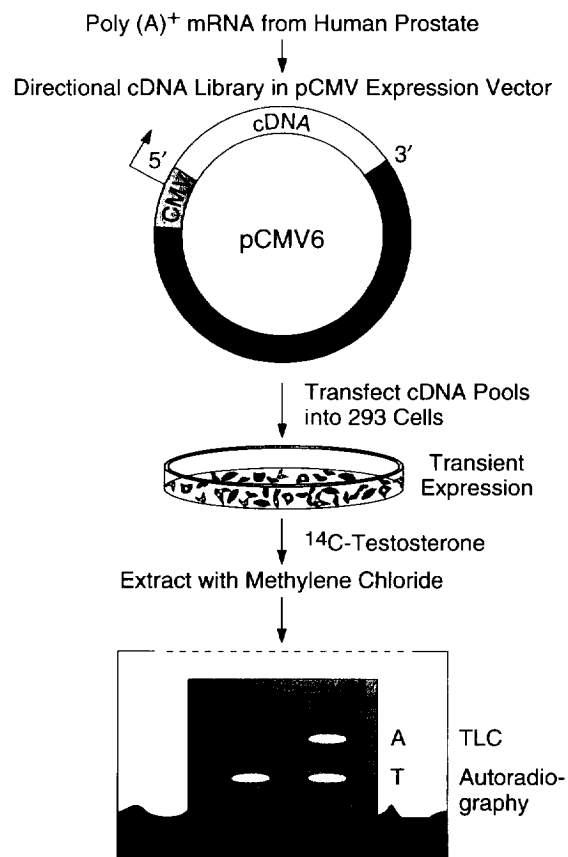 Poly (A)+ mRNA from Human Prostate
Directional cDNA Library in pCMV Expression Vector
cDNA
5′
3′
CMV
pCMV6
Transfect cDNA Pools
into 293 Cells
Transient
Expression
14C-Testosterone
Extract with Methylene Chloride
A TLC
T Autoradio-
graphy